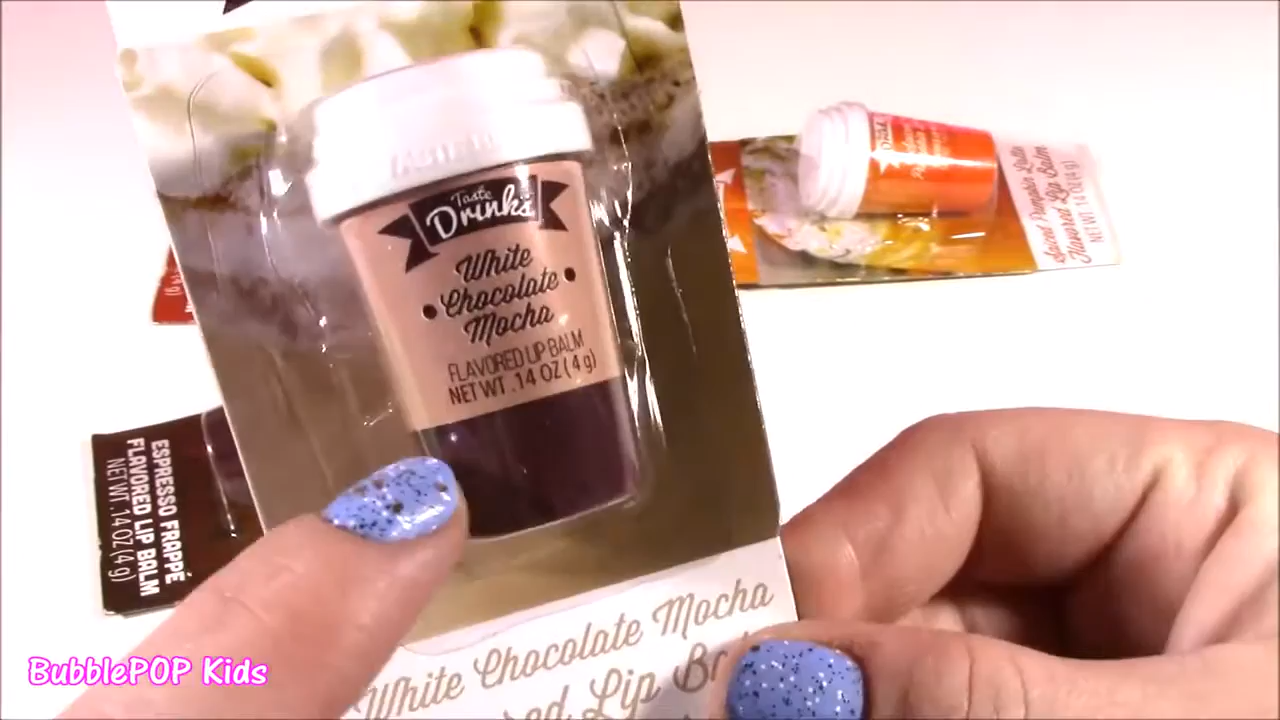 TASTE
Taste
Drinks
White
Chocolate
Mocha
FLAVORED LIP BALM
NET WT. .14 OZ (4 g)
White Chocolate Mocha
Lip
Spiced Pumpkin Latte
Flavored Lip Balm
NET WT .14 OZ (4 g)
ESPRESSO FRAPPÉ
FLAVORED LIP BALM
NET WT. .14 OZ (4 g)
BubblePOP Kids